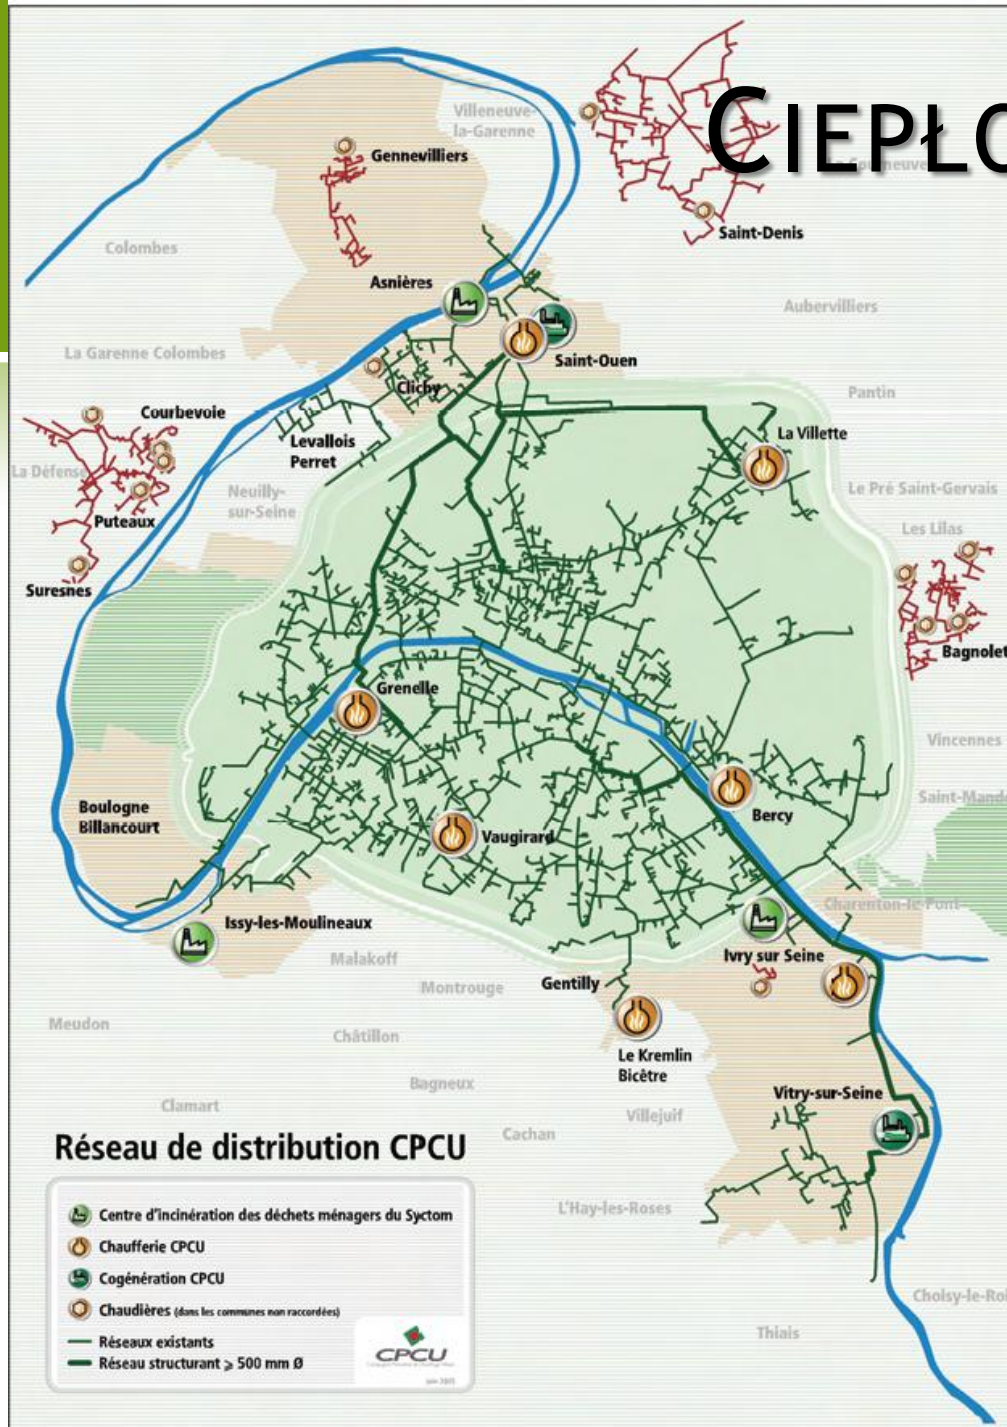 CIEPŁO
Villeneuve-
la-Garenne
Gennevilliers
Saint-Denis
Colombes
Asnières
Aubervilliers
La Garenne Colombes
Saint-Ouen
Clichy
Pantin
Courbevoie
Levallois
Perret
La Villette
La Défense
Neuilly-
sur-Seine
Le Pré Saint-Gervais
Puteaux
Les Lilas
Suresnes
Bagnolet
Grenelle
Vincennes
Boulogne
Billancourt
Saint-Mandé
Bercy
Vaugirard
Charenton-le-Pont
Issy-les-Moulineaux
Ivry sur Seine
Malakoff
Gentilly
Montrouge
Meudon
Châtillon
Le Kremlin
Bicêtre
Bagneux
Vitry-sur-Seine
Clamart
Villejuif
Cachan
Réseau de distribution CPCU
L'Hay-les-Roses
Centre d'incinération des déchets ménagers du Syctom
Chaufferie CPCU
Cogénération CPCU
Chaudières (dans les communes non raccordées)
Choisy-le-Roi
Réseaux existants
Thiais
Réseau structurant ⩾ 500 mm Ø
CPCU